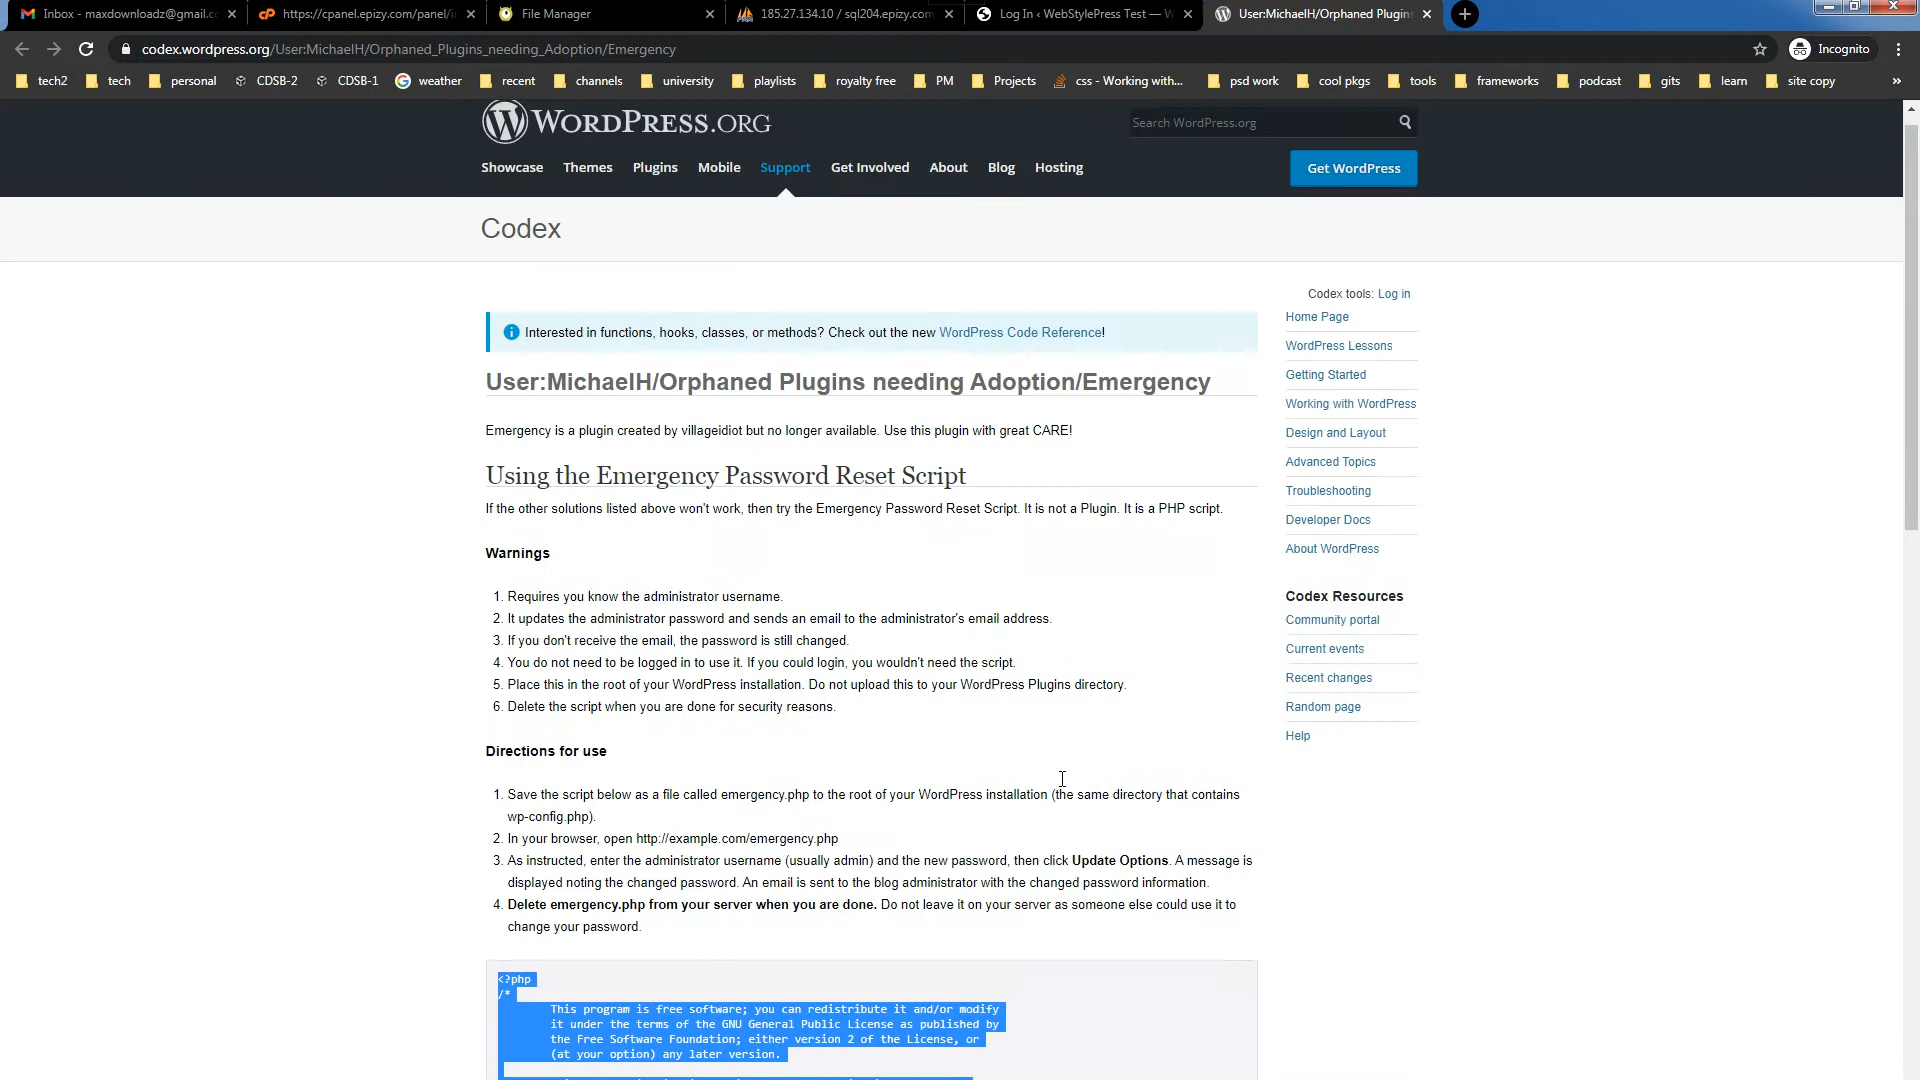 Inbox - maxdownloadz@gmail.c
https://cpanel.epizy.com/panel/i
File Manager
185.27.134.10 / sql204.epizy.com
Log In ‹ WebStylePress Test — W
User:MichaelH/Orphaned Plugins
codex.wordpress.org/User:MichaelH/Orphaned_Plugins_needing_Adoption/Emergency
Incognito
tech2
tech
personal
CDSB-2
CDSB-1
weather
recent
channels
university
playlists
royalty free
PM
Projects
css - Working with...
psd work
cool pkgs
tools
frameworks
podcast
gits
learn
site copy
»
WORDPRESS.ORG
Search WordPress.org
Showcase
Themes
Plugins
Mobile
Support
Get Involved
About
Blog
Hosting
Get WordPress
Codex
Interested in functions, hooks, classes, or methods? Check out the new WordPress Code Reference!
User:MichaelH/Orphaned Plugins needing Adoption/Emergency
Emergency is a plugin created by villageidiot but no longer available. Use this plugin with great CARE!
Using the Emergency Password Reset Script
If the other solutions listed above won't work, then try the Emergency Password Reset Script. It is not a Plugin. It is a PHP script.
Warnings
1. Requires you know the administrator username.
2. It updates the administrator password and sends an email to the administrator's email address.
3. If you don't receive the email, the password is still changed.
4. You do not need to be logged in to use it. If you could login, you wouldn't need the script.
5. Place this in the root of your WordPress installation. Do not upload this to your WordPress Plugins directory.
6. Delete the script when you are done for security reasons.
Directions for use
1. Save the script below as a file called emergency.php to the root of your WordPress installation (the same directory that contains
wp-config.php).
2. In your browser, open http://example.com/emergency.php
3. As instructed, enter the administrator username (usually admin) and the new password, then click Update Options. A message is
displayed noting the changed password. An email is sent to the blog administrator with the changed password information.
4. Delete emergency.php from your server when you are done. Do not leave it on your server as someone else could use it to
change your password.
<?php
/*
This program is free software; you can redistribute it and/or modify
it under the terms of the GNU General Public License as published by
the Free Software Foundation; either version 2 of the License, or
(at your option) any later version.
Codex tools: Log in
Home Page
WordPress Lessons
Getting Started
Working with WordPress
Design and Layout
Advanced Topics
Troubleshooting
Developer Docs
About WordPress
Codex Resources
Community portal
Current events
Recent changes
Random page
Help